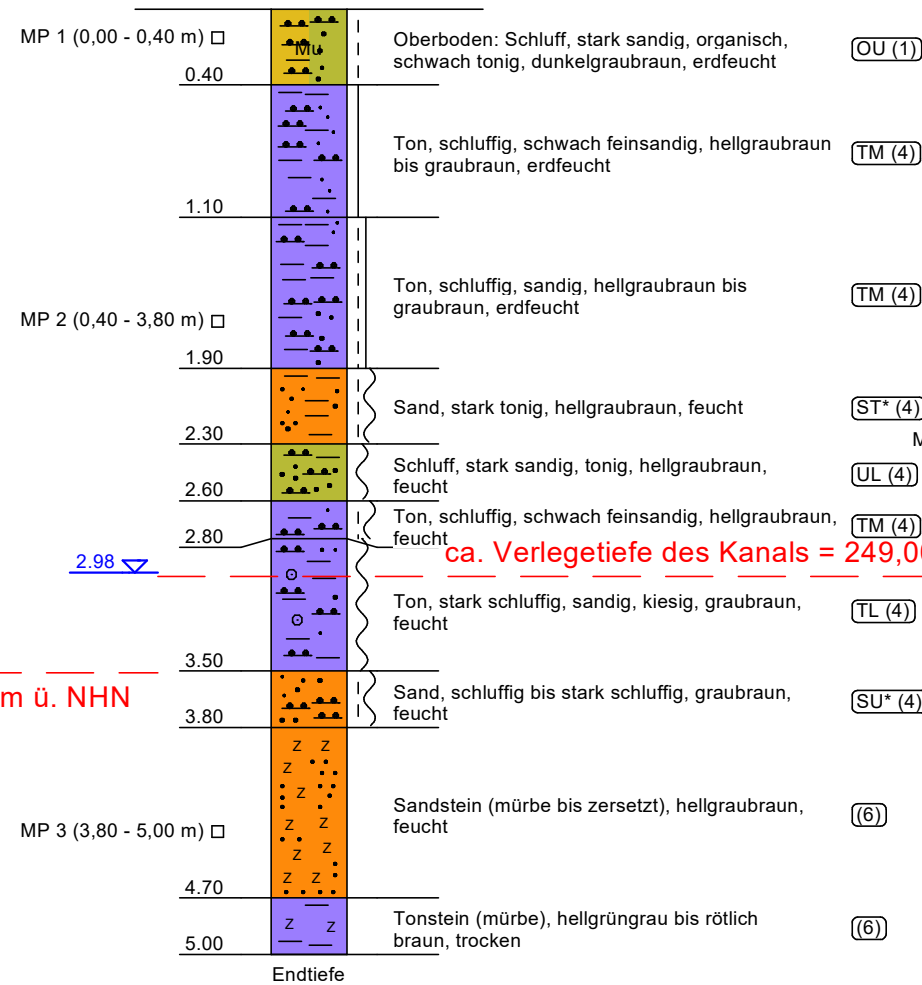 MP 1 (0,00 - 0,40 m)
Mu
Oberboden: Schluff, stark sandig, organisch,
schwach tonig, dunkelgraubraun, erdfeucht
OU (1)
0.40
Ton, schluffig, schwach feinsandig, hellgraubraun
bis graubraun, erdfeucht
TM (4)
1.10
Ton, schluffig, sandig, hellgraubraun bis
graubraun, erdfeucht
TM (4)
MP 2 (0,40 - 3,80 m)
1.90
Sand, stark tonig, hellgraubraun, feucht
ST* (4)
2.30
M
Schluff, stark sandig, tonig, hellgraubraun,
feucht
UL (4)
2.60
Ton, schluffig, schwach feinsandig, hellgraubraun,
feucht
TM (4)
2.80
ca. Verlegetiefe des Kanals = 249,0
2.98
Ton, stark schluffig, sandig, kiesig, graubraun,
feucht
TL (4)
3.50
m ü. NHN
Sand, schluffig bis stark schluffig, graubraun,
feucht
SU* (4)
3.80
z z
z
z
Sandstein (mürbe bis zersetzt), hellgraubraun,
feucht
(6)
MP 3 (3,80 - 5,00 m)
z z
z z
z
z z
4.70
Tonstein (mürbe), hellgrüngrau bis rötlich
braun, trocken
(6)
z z
5.00
Endtiefe